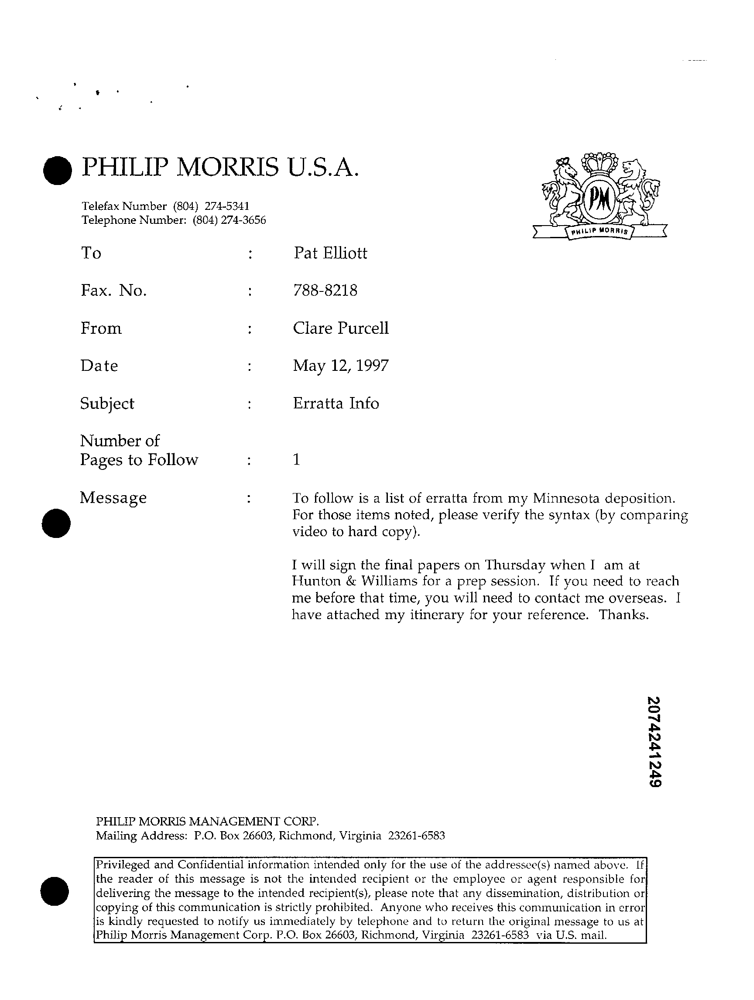 PHILIP MORRIS U.S.A.
PM
PHILIP MORRIS
Telefax Number (804) 274-5341
Telephone Number: (804) 274-3656
To : Pat Elliott
Fax. No. : 788-8218
From : Clare Purcell
Date : May 12, 1997
Subject : Erratta Info
Number of
Pages to Follow : 1
Message : To follow is a list of erratta from my Minnesota deposition.
For those items noted, please verify the syntax (by comparing
video to hard copy).
I will sign the final papers on Thursday when I am at
Hunton & Williams for a prep session. If you need to reach
me before that time, you will need to contact me overseas. I
have attached my itinerary for your reference. Thanks.
2074241249
PHILIP MORRIS MANAGEMENT CORP.
Mailing Address: P.O. Box 26603, Richmond, Virginia 23261-6583
Privileged and Confidential information intended only for the use of the addressee(s) named above. If
the reader of this message is not the intended recipient or the employee or agent responsible for
delivering the message to the intended recipient(s), please note that any dissemination, distribution or
copying of this communication is strictly prohibited. Anyone who receives this communication in error
is kindly requested to notify us immediately by telephone and to return the original message to us at
Philip Morris Management Corp. P.O. Box 26603, Richmond, Virginia 23261-6583 via U.S. mail.